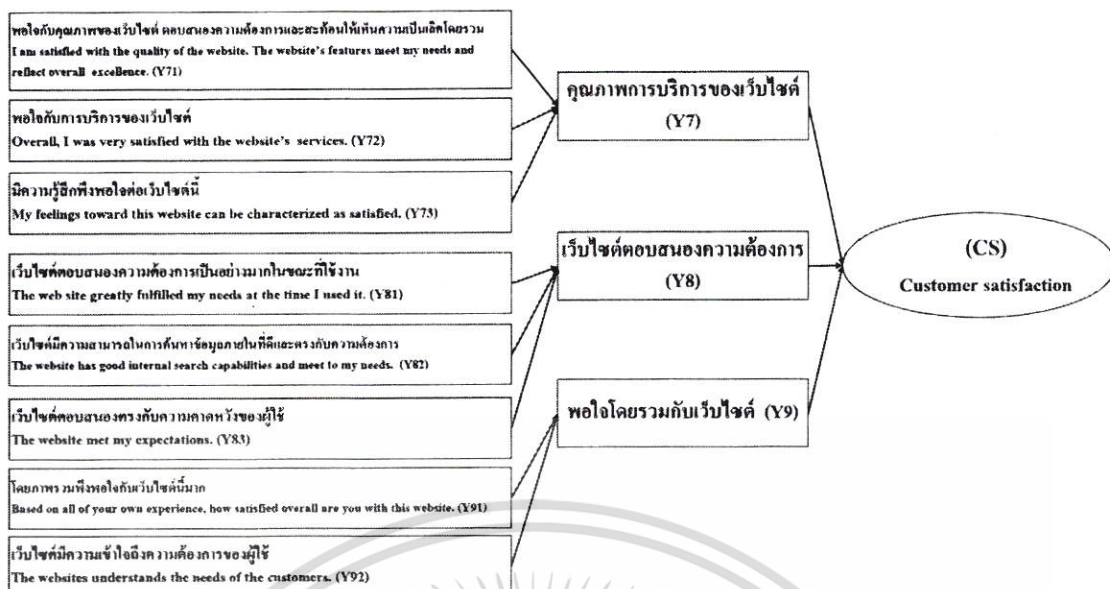 พอใจกับคุณภาพของเว็บไซต์ ตอบสนองความต้องการและสะท้อนให้เห็นความเป็นเลิศโดยรวม
I am satisfied with the quality of the website. The website's features meet my needs and
reflect overall excellence. (Y71)
พอใจกับการบริการของเว็บไซต์
Overall, I was very satisfied with the website's services. (Y72)
มีความรู้สึกพึงพอใจต่อเว็บไซต์นี้
My feelings toward this website can be characterized as satisfied. (Y73)
เว็บไซต์ตอบสนองความต้องการเป็นอย่างมากในขณะที่ใช้งาน
The web site greatly fulfilled my needs at the time I used it. (Y81)
เว็บไซต์มีความสามารถในการค้นหาข้อมูลภายในที่ดีและตรงกับความต้องการ
The website has good internal search capabilities and meet to my needs. (Y82)
เว็บไซต์ตอบสนองตรงกับความคาดหวังของผู้ใช้
The website met my expectations. (Y83)
โดยภาพรวมพึงพอใจกับเว็บไซต์นี้มาก
Based on all of your own experience, how satisfied overall are you with this website. (Y91)
เว็บไซต์มีความเข้าใจถึงความต้องการของผู้ใช้
The websites understands the needs of the customers. (Y92)
คุณภาพการบริการของเว็บไซต์
(Y7)
เว็บไซต์ตอบสนองความต้องการ
(Y8)
พอใจโดยรวมกับเว็บไซต์ (Y9)
(CS)
Customer satisfaction